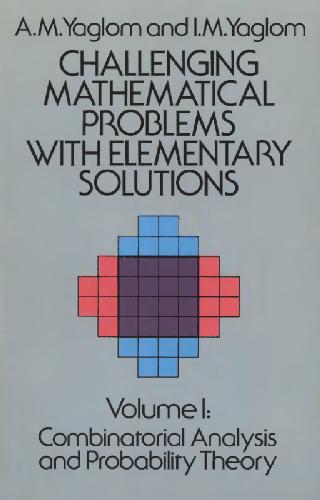 A.M.Yaglom and I.M.Yaglom
CHALLENGING
MATHEMATICAL
PROBLEMS
WITH ELEMENTARY
SOLUTIONS
Volume I:
Combinatorial Analysis
and Probability Theory